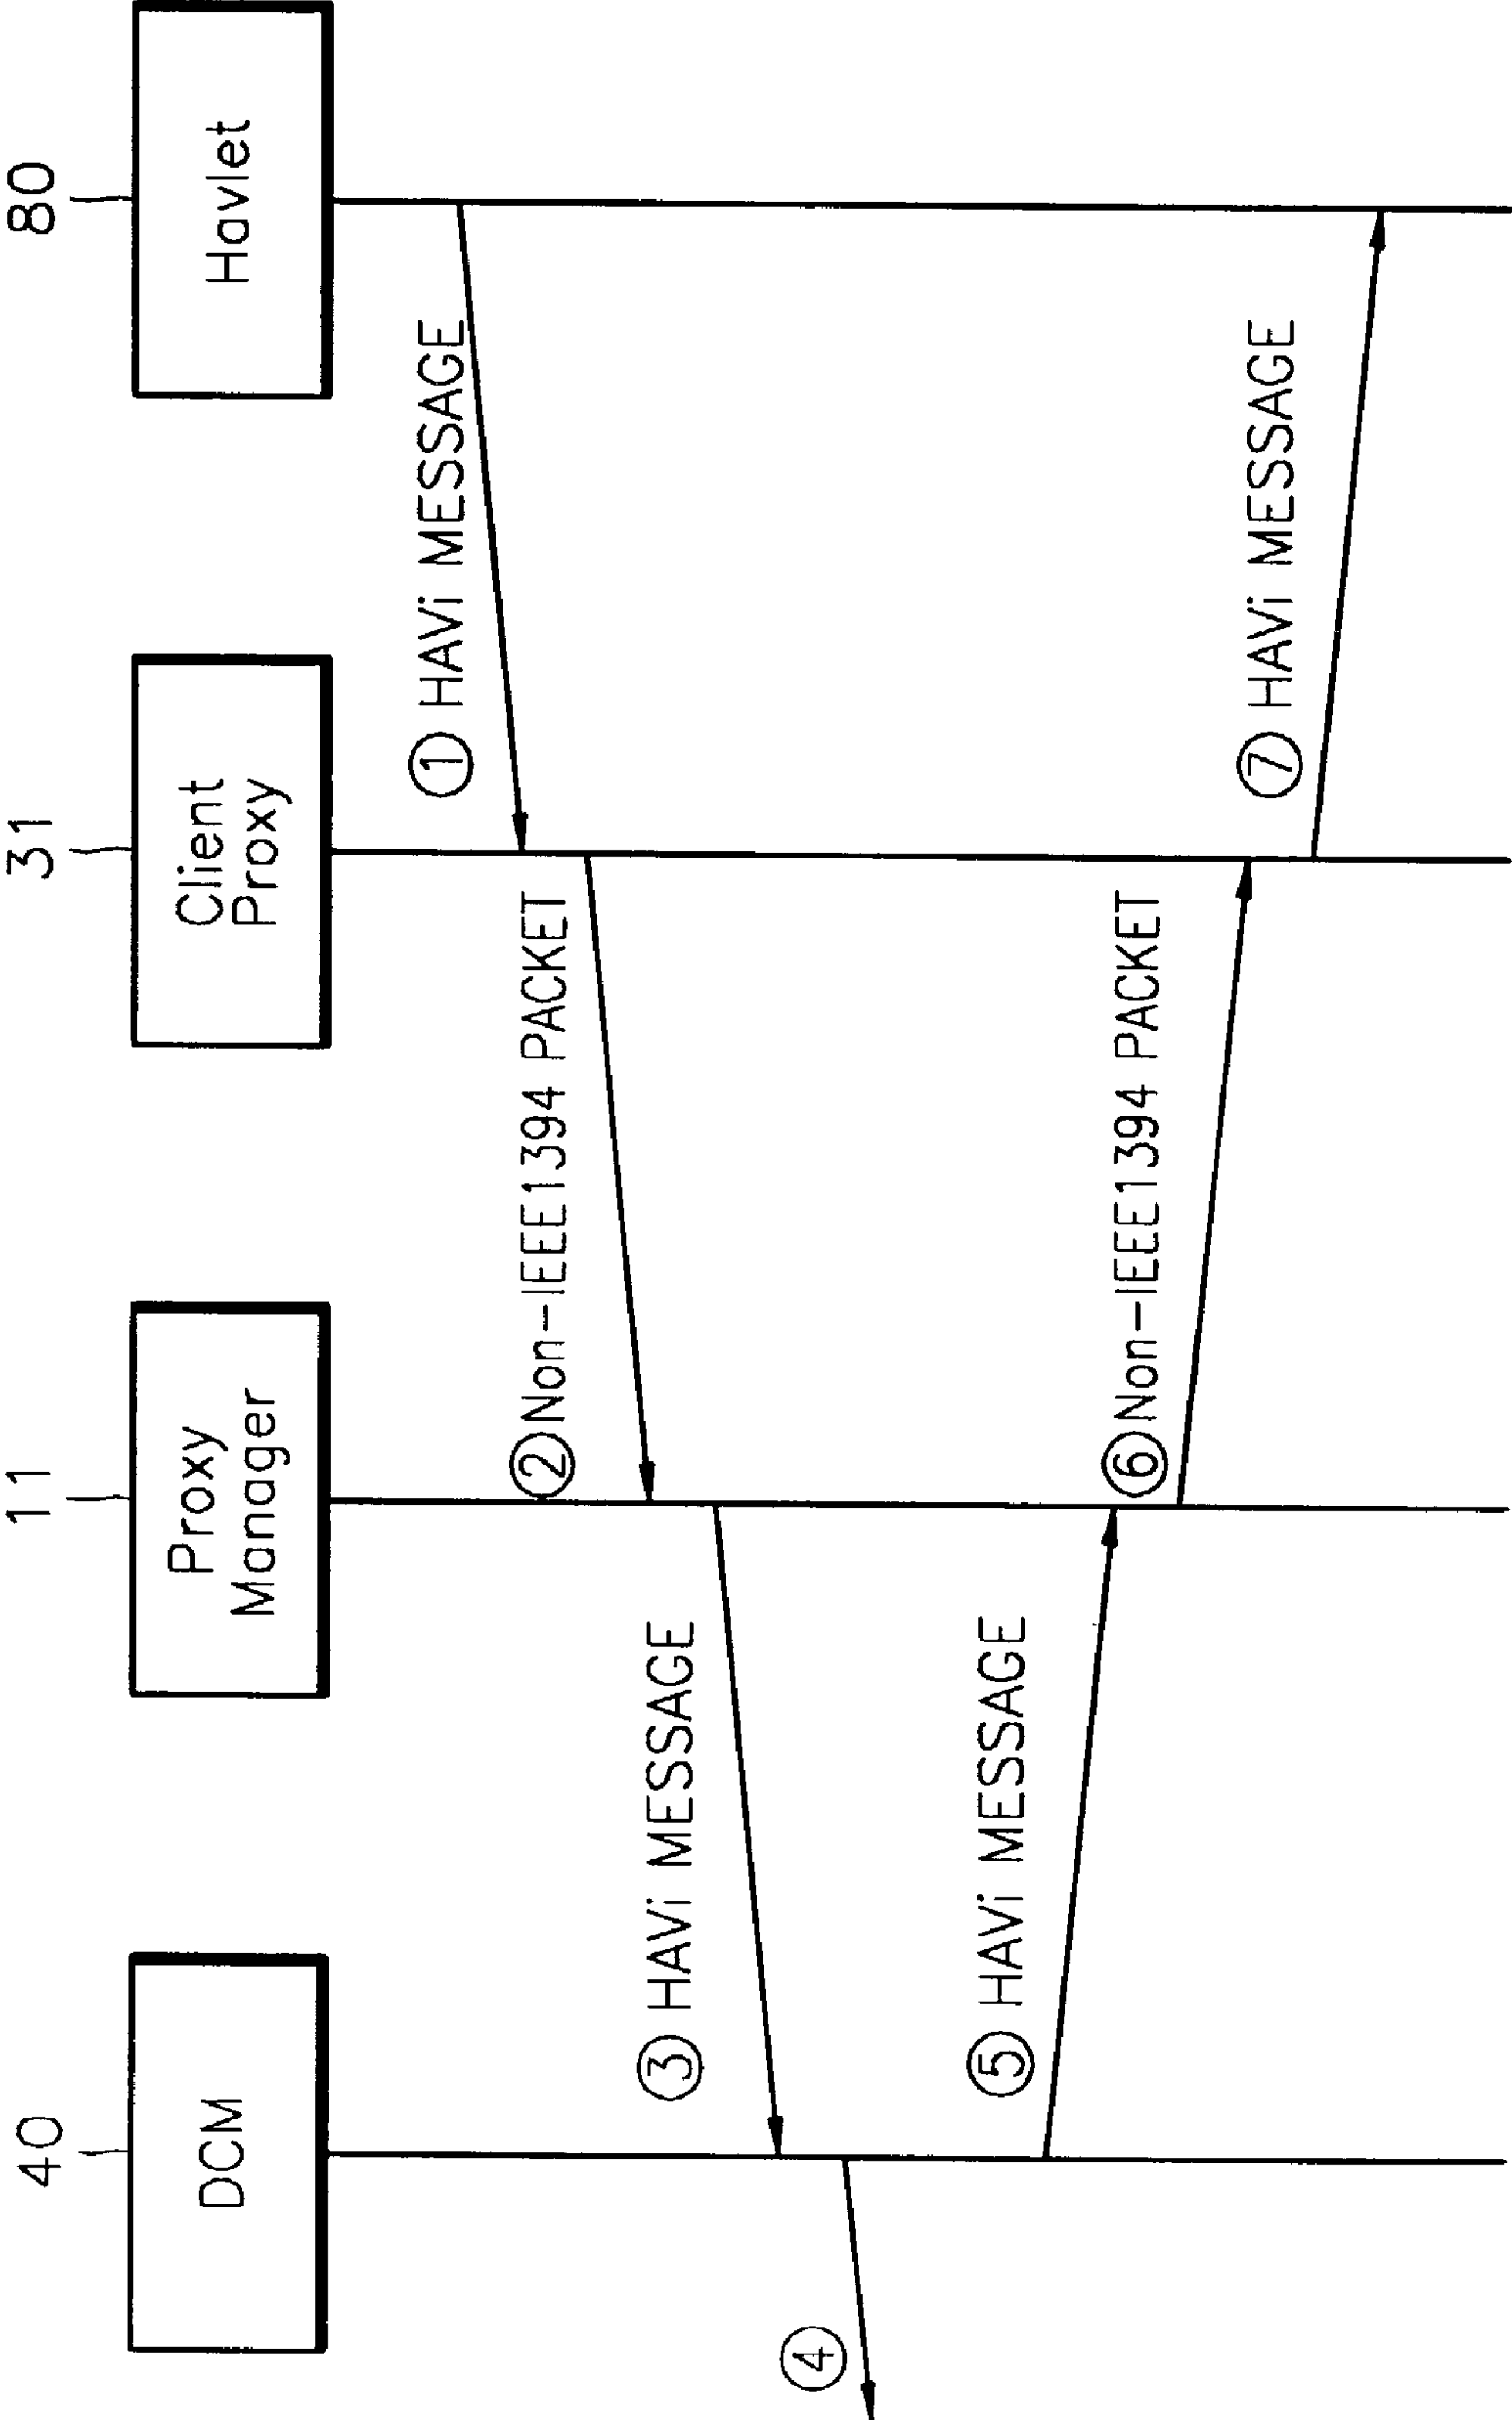 40
11
31
80
DCM
Proxy
Manager
Client
Proxy
Havlet
① HAVi MESSAGE
② Non-IEEE1394 PACKET
③ HAVi MESSAGE
④
⑤ HAVi MESSAGE
⑥ Non-IEEE1394 PACKET
⑦ HAVi MESSAGE